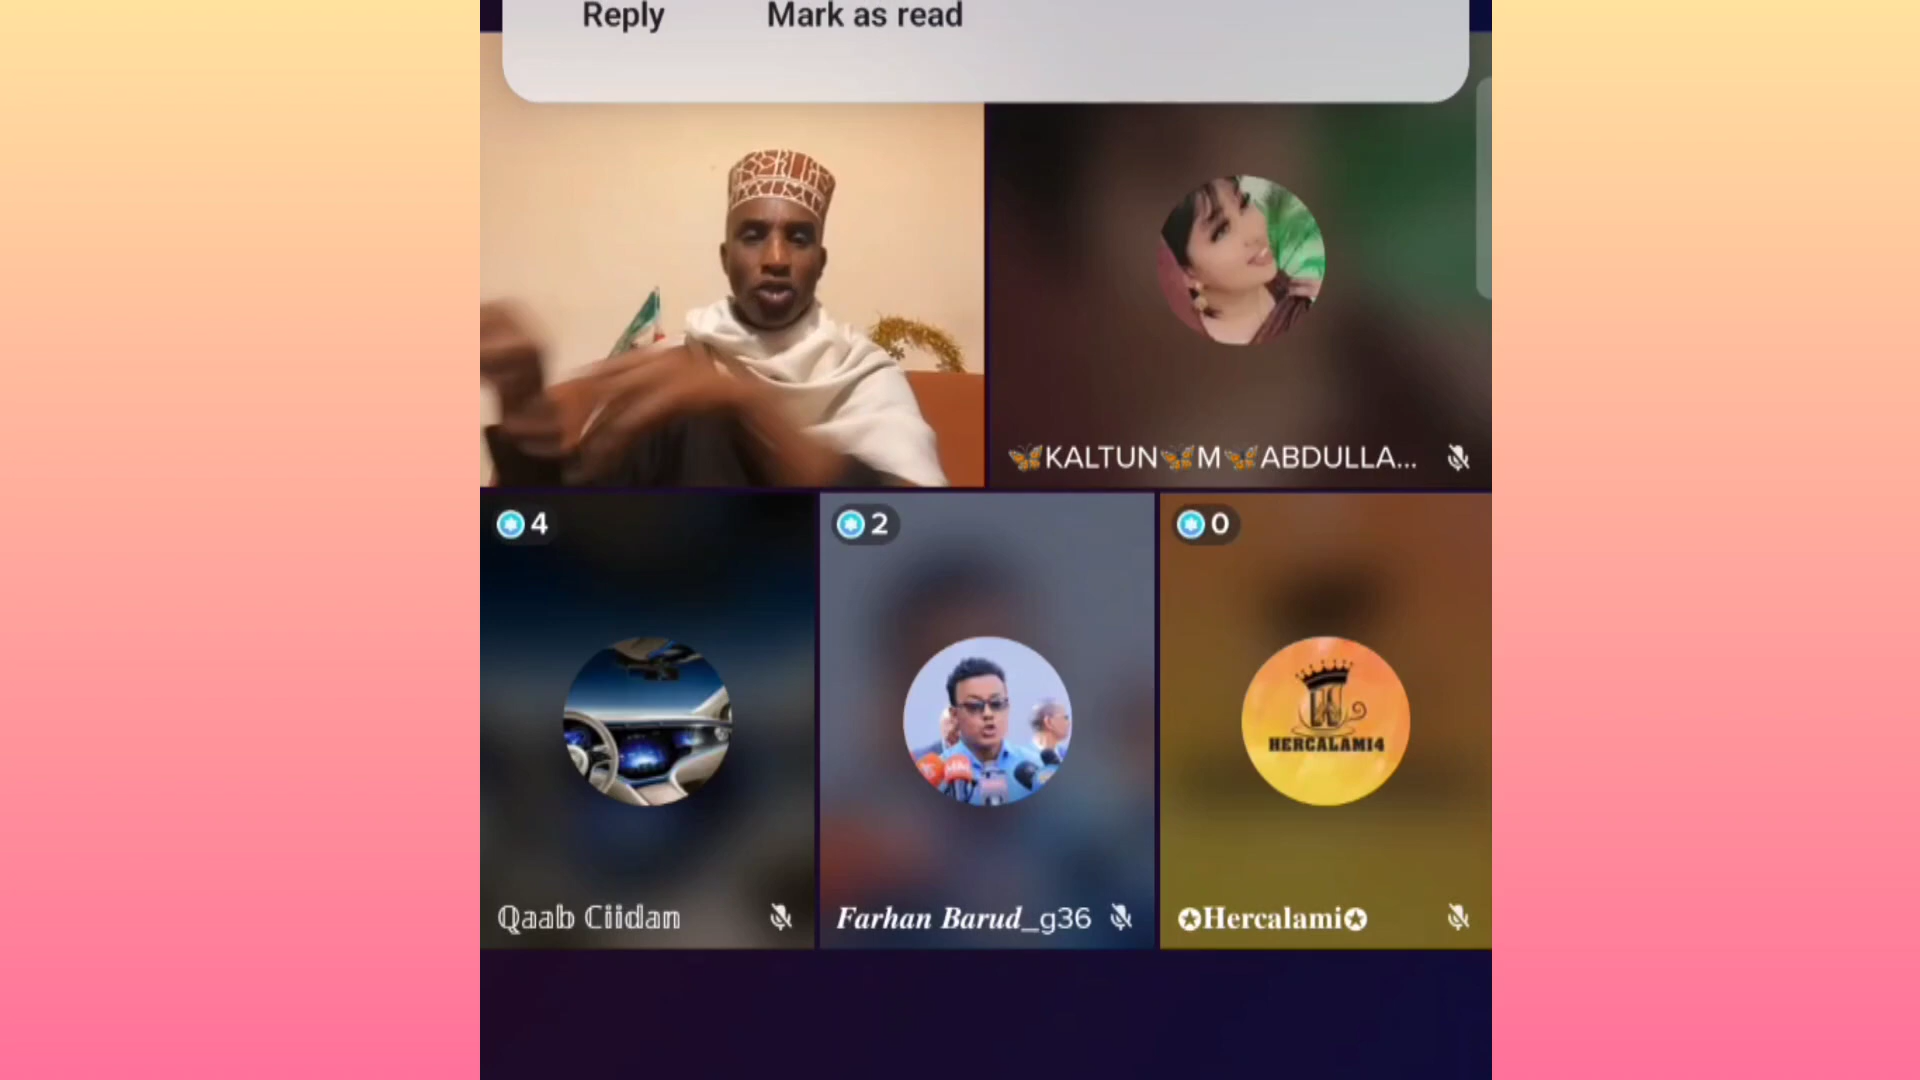 Reply Mark as read
🦋KALTUN🦋M🦋ABDULLA...
4
2
0
HERCALAMI4
Qaab Ciidan
Farhan Barud_g36
✪Hercalami✪